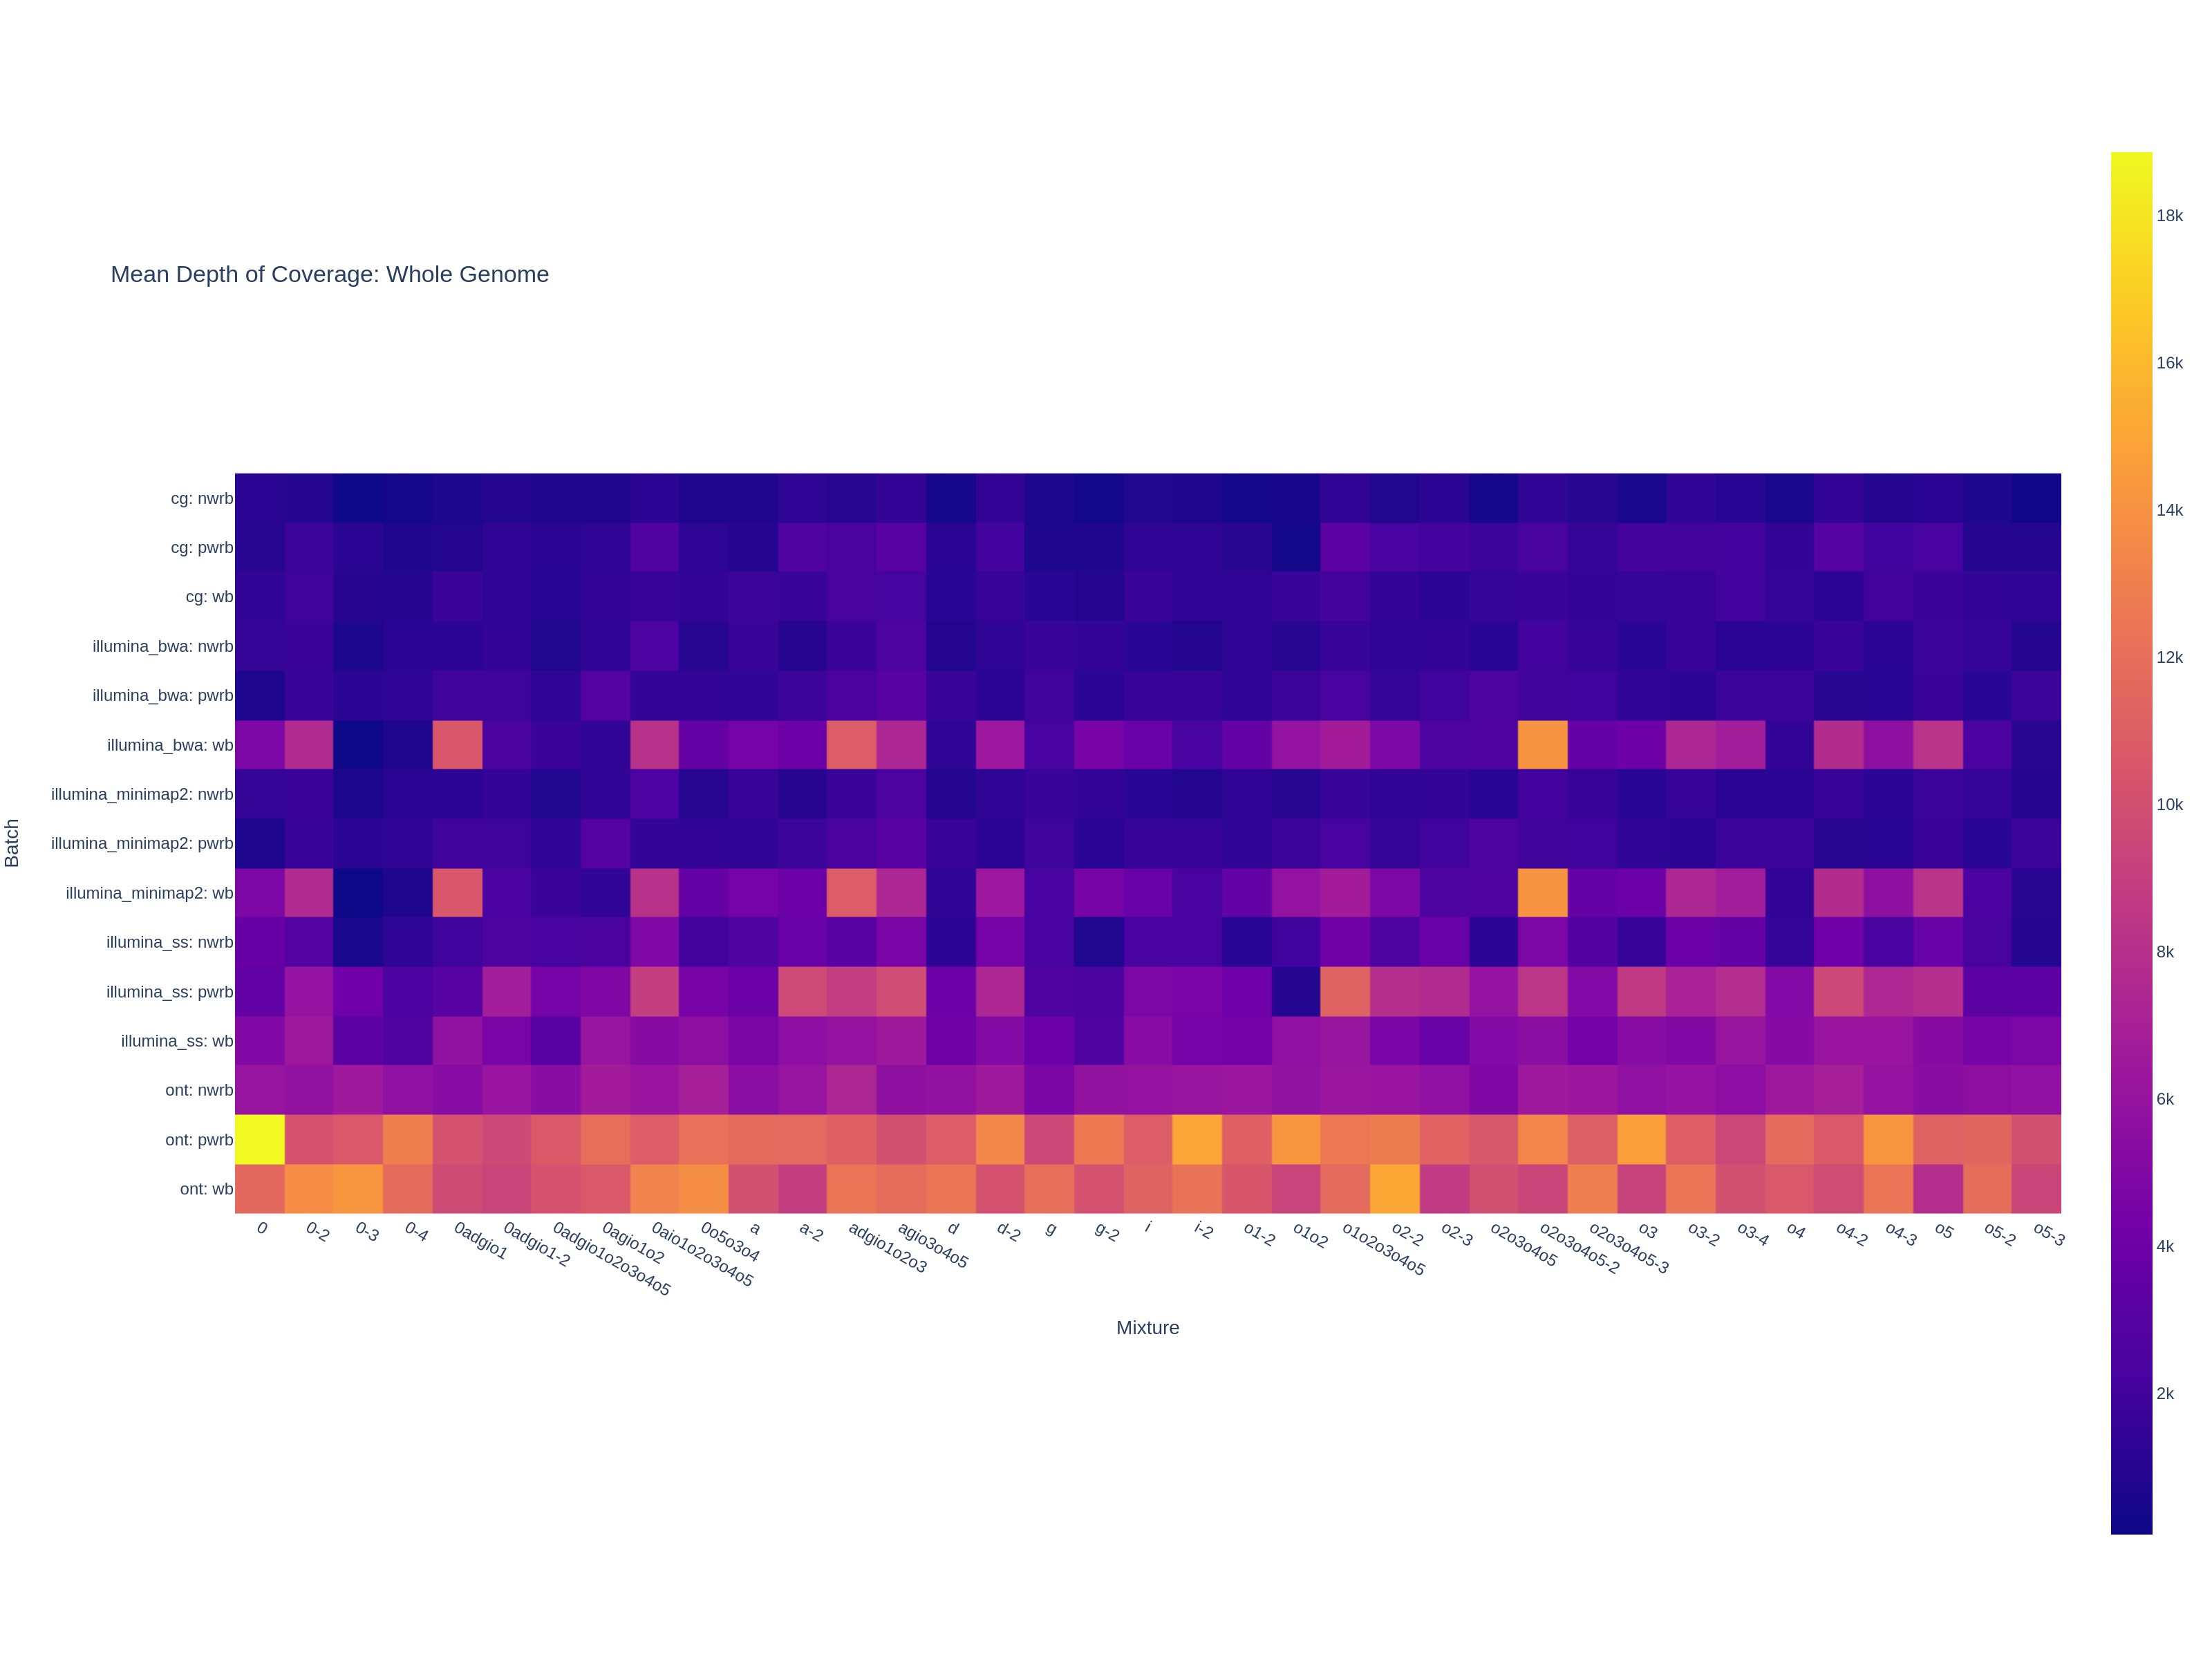 Mean Depth of Coverage: Whole Genome
18k
16k
14k
12k
10k
8k
6k
4k
2k
Batch
cg: nwrb
cg: pwrb
cg: wb
illumina_bwa: nwrb
illumina_bwa: pwrb
illumina_bwa: wb
illumina_minimap2: nwrb
illumina_minimap2: pwrb
illumina_minimap2: wb
illumina_ss: nwrb
illumina_ss: pwrb
illumina_ss: wb
ont: nwrb
ont: pwrb
ont: wb
0
0-2
0-3
0-4
0adgio1
0adgio1-2
0adgio1o2o3o4o5
0agio1o2
0aio1o2o3o4o5
0o5o3o4
a
a-2
adgio1o2o3
agio3o4o5
d
d-2
g
g-2
i
i-2
o1-2
o1o2
o1o2o3o4o5
o2-2
o2-3
o2o3o4o5
o2o3o4o5-2
o2o3o4o5-3
o3
o3-2
o3-4
o4
o4-2
o4-3
o5
o5-2
o5-3
Mixture